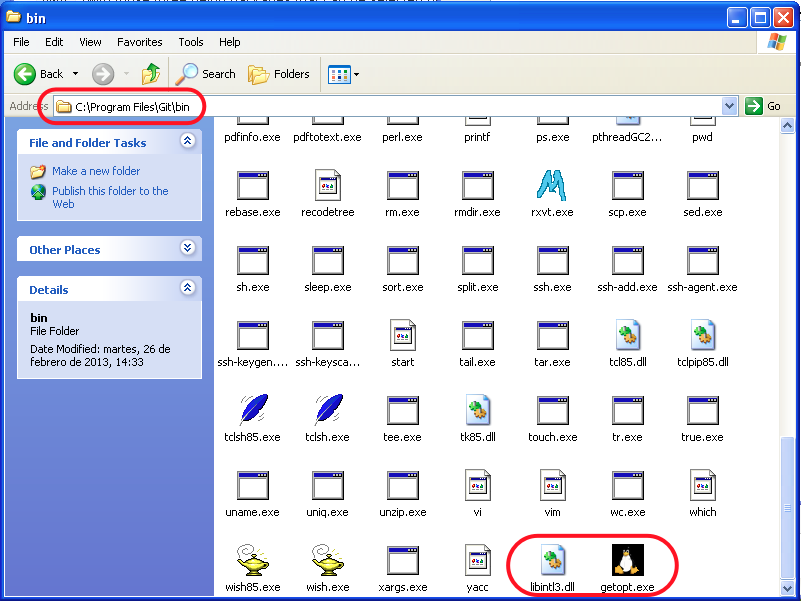 bin
File Edit View Favorites Tools Help
Back Search Folders
Address C:\Program Files\Git\bin Go
File and Folder Tasks
Make a new folder
Publish this folder to the
Web
Other Places
Details
bin
File Folder
Date Modified: martes, 26 de
febrero de 2013, 14:33
pdfinfo.exe pdftotext.exe perl.exe printf ps.exe pthreadGC2... pwd
rebase.exe recodetree rm.exe rmdir.exe rxvt.exe scp.exe sed.exe
sh.exe sleep.exe sort.exe split.exe ssh.exe ssh-add.exe ssh-agent.exe
ssh-keygen.... ssh-keysca... start tail.exe tar.exe tcl85.dll tclpip85.dll
tclsh85.exe tclsh.exe tee.exe tk85.dll touch.exe tr.exe true.exe
uname.exe uniq.exe unzip.exe vi vim wc.exe which
wish85.exe wish.exe xargs.exe yacc libintl3.dll getopt.exe